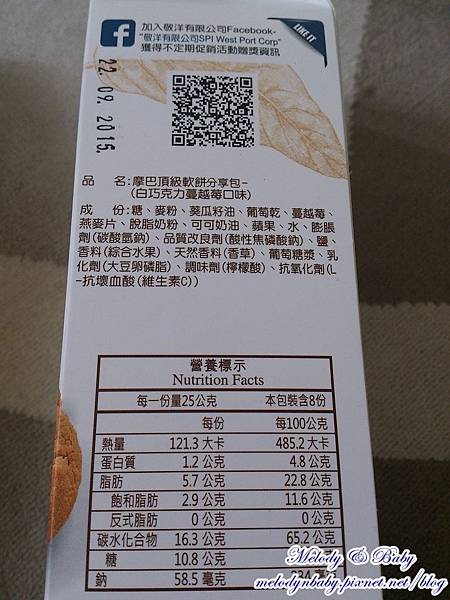 加入敬洋有限公司Facebook-
"敬洋有限公司SPI West Port Corp"
獲得不定期促銷活動贈獎資訊
LIKE IT
22.09.2015.
品 名:摩巴頂級軟餅分享包-
(白巧克力蔓越莓口味)
成 份:糖、麥粉、葵瓜籽油、葡萄乾、蔓越莓、
燕麥片、脫脂奶粉、可可奶油、蘋果、水、膨脹
劑(碳酸氫鈉)、品質改良劑(酸性焦磷酸鈉)、鹽、
香料(綜合水果)、天然香料(香草)、葡萄糖漿、乳
化劑(大豆卵磷脂)、調味劑(檸檬酸)、抗氧化劑(L
-抗壞血酸(維生素C))
營養標示
Nutrition Facts
每一份量25公克 本包裝含8份
每份 每100公克
熱量 121.3 大卡 485.2 大卡
蛋白質 1.2 公克 4.8 公克
脂肪 5.7 公克 22.8 公克
飽和脂肪 2.9 公克 11.6 公克
反式脂肪 0 公克 0 公克
碳水化合物 16.3 公克 65.2 公克
糖 10.8 公克
鈉 58.5 毫克
Melody & Baby
melodynbaby.pixnet.net/blog